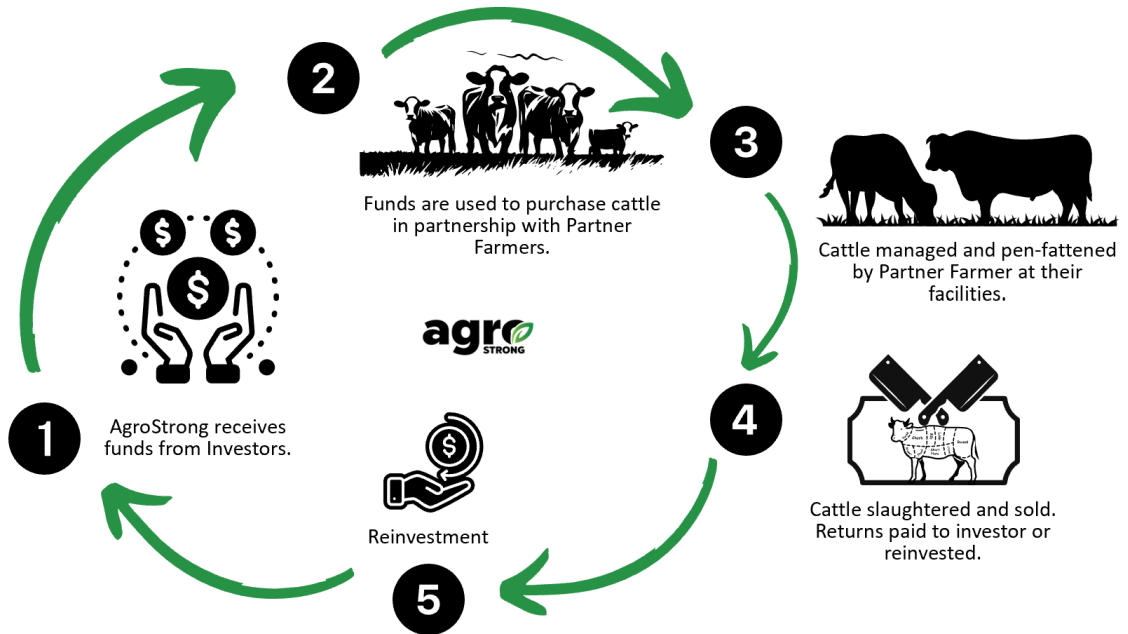 2
Funds are used to purchase cattle
in partnership with Partner
Farmers.
3
Cattle managed and pen-fattened
by Partner Farmer at their
facilities.
$
$
$
1
AgroStrong receives
funds from Investors.
agro
STRONG
4
Cattle slaughtered and sold.
Returns paid to investor or
reinvested.
$
Reinvestment
5